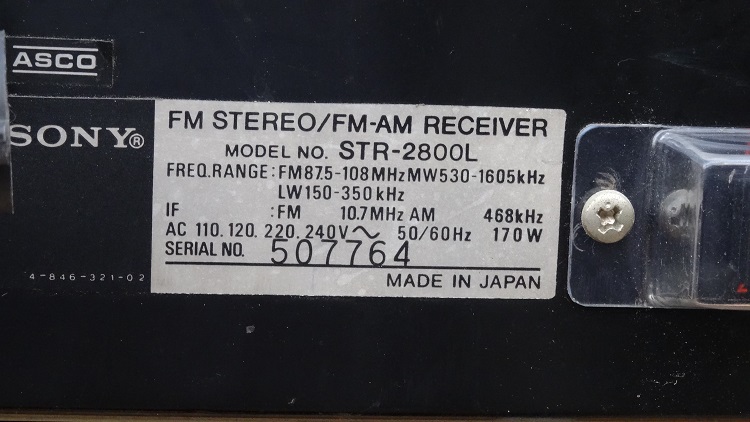 ASCO
SONY®
FM STEREO/FM-AM RECEIVER
MODEL NO. STR-2800L
FREQ.RANGE:FM87.5-108MHz MW530-1605kHz
LW150-350kHz
IF :FM 10.7MHz AM 468kHz
AC 110.120.220.240V～ 50/60Hz 170W
SERIAL NO. 507764
MADE IN JAPAN
4-846-321-02